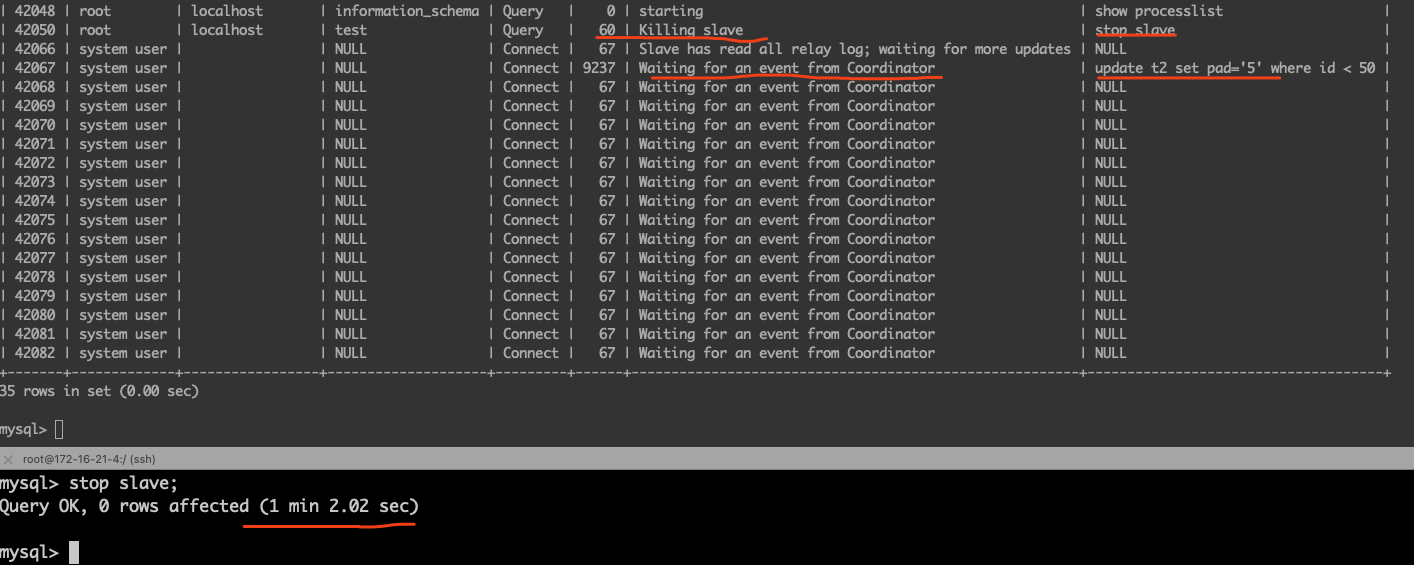 | 42048 | root | localhost | information_schema | Query | 0 | starting | show processlist |
| 42050 | root | localhost | test | Query | 60 | Killing slave | stop slave |
| 42066 | system user | | NULL | Connect | 67 | Slave has read all relay log; waiting for more updates | NULL |
| 42067 | system user | | NULL | Connect | 9237 | Waiting for an event from Coordinator | update t2 set pad='5' where id < 50 |
| 42068 | system user | | NULL | Connect | 67 | Waiting for an event from Coordinator | NULL |
| 42069 | system user | | NULL | Connect | 67 | Waiting for an event from Coordinator | NULL |
| 42070 | system user | | NULL | Connect | 67 | Waiting for an event from Coordinator | NULL |
| 42071 | system user | | NULL | Connect | 67 | Waiting for an event from Coordinator | NULL |
| 42072 | system user | | NULL | Connect | 67 | Waiting for an event from Coordinator | NULL |
| 42073 | system user | | NULL | Connect | 67 | Waiting for an event from Coordinator | NULL |
| 42074 | system user | | NULL | Connect | 67 | Waiting for an event from Coordinator | NULL |
| 42075 | system user | | NULL | Connect | 67 | Waiting for an event from Coordinator | NULL |
| 42076 | system user | | NULL | Connect | 67 | Waiting for an event from Coordinator | NULL |
| 42077 | system user | | NULL | Connect | 67 | Waiting for an event from Coordinator | NULL |
| 42078 | system user | | NULL | Connect | 67 | Waiting for an event from Coordinator | NULL |
| 42079 | system user | | NULL | Connect | 67 | Waiting for an event from Coordinator | NULL |
| 42080 | system user | | NULL | Connect | 67 | Waiting for an event from Coordinator | NULL |
| 42081 | system user | | NULL | Connect | 67 | Waiting for an event from Coordinator | NULL |
| 42082 | system user | | NULL | Connect | 67 | Waiting for an event from Coordinator | NULL |
+-------+-------------+-----------------+--------------------+---------+------+--------------------------------------------------------+-------------------------------------+
35 rows in set (0.00 sec)
mysql>
root@172-16-21-4:/ (ssh)
mysql> stop slave;
Query OK, 0 rows affected (1 min 2.02 sec)
mysql>